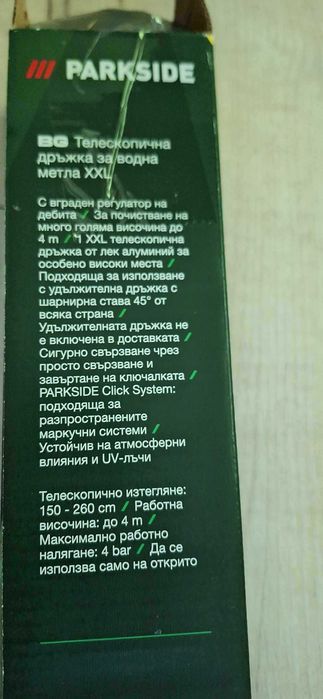 /// PARKSIDE
BG Телескопична
дръжка за водна
метла XXL
С вграден регулатор на
дебита / За почистване на
много голяма височина до
4 m / 1 XXL телескопична
дръжка от лек алуминий за
особено високи места /
Подходяща за използване
с удължителна дръжка с
шарнирна става 45° от
всяка страна /
Удължителната дръжка не
е включена в доставката /
Сигурно свързване чрез
просто свързване и
завъртане на ключалката /
PARKSIDE Click System:
подходяща за
разпространените
маркучни системи /
Устойчив на атмосферни
влияния и UV-лъчи
Телескопично изтегляне:
150 - 260 cm / Работна
височина: до 4 m /
Максимално работно
налягане: 4 bar / Да се
използва само на открито